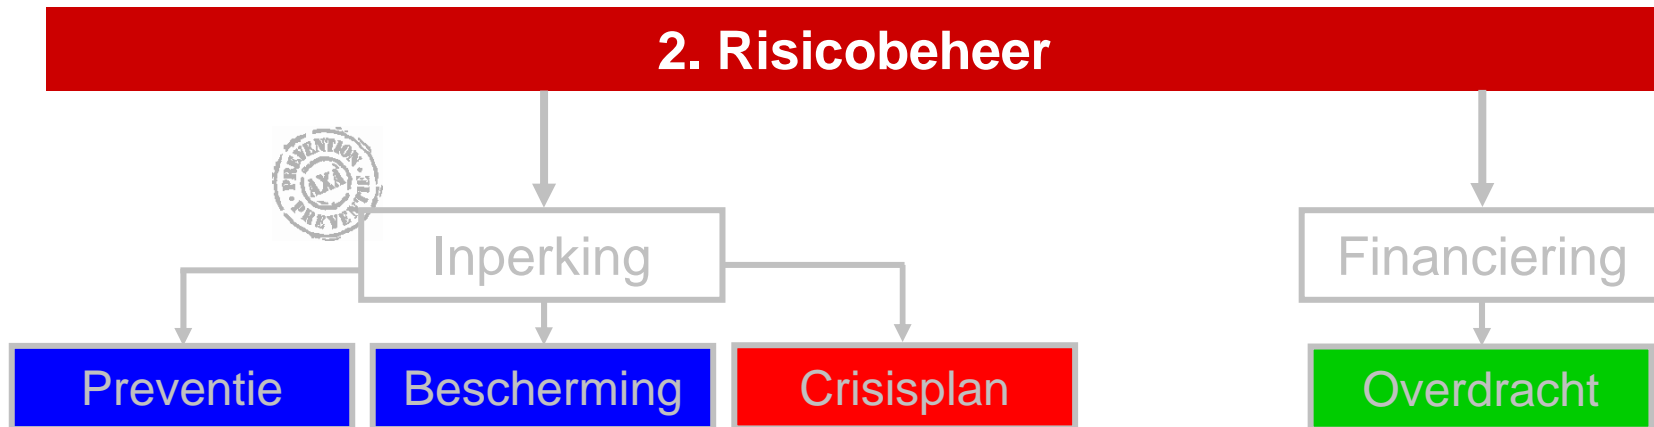 2. Risicobeheer
PREVENTION
AXA
PREVENTIE
Inperking
Financiering
Preventie
Bescherming
Crisisplan
Overdracht